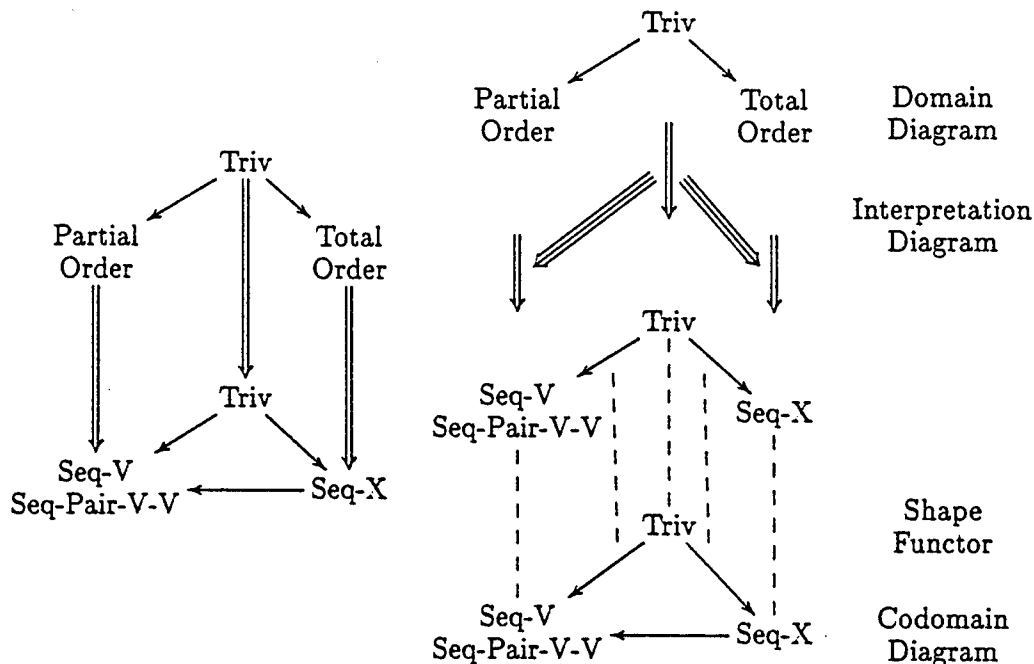 Triv
Partial
Order
Total
Order
Triv
Seq-V
Seq-Pair-V-V
Seq-X
Triv
Partial
Order
Total
Order
Domain
Diagram
Interpretation
Diagram
Triv
Seq-V
Seq-Pair-V-V
Seq-X
Triv
Shape
Functor
Seq-V
Seq-Pair-V-V
Seq-X
Codomain
Diagram